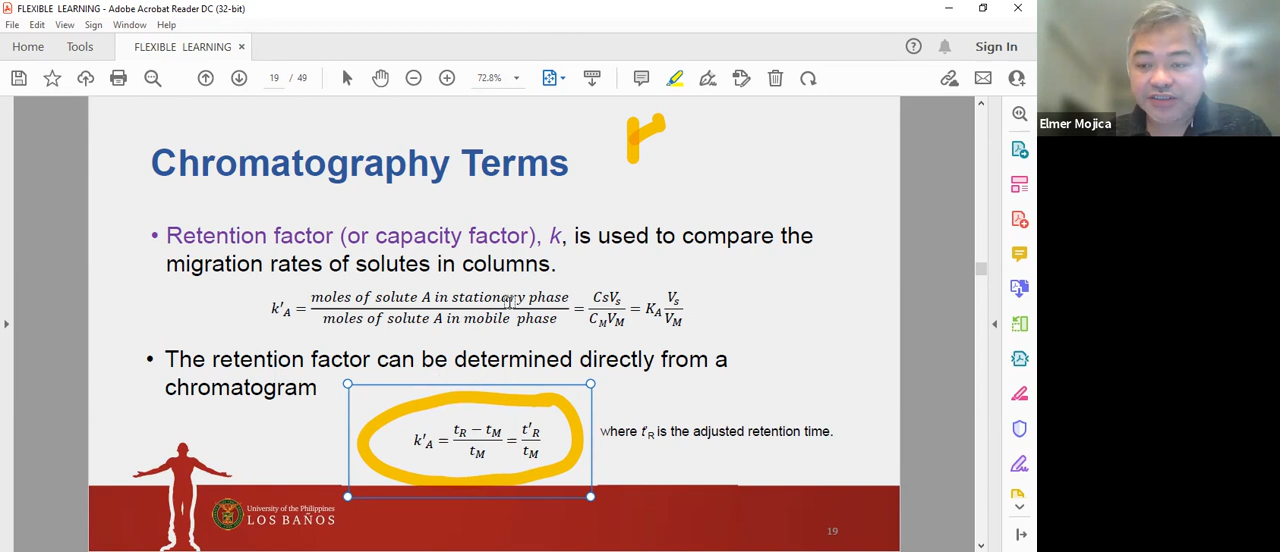 FLEXIBLE LEARNING - Adobe Acrobat Reader DC (32-bit)
File Edit View Sign Window Help
Home Tools FLEXIBLE LEARNING × Sign In
19 / 49 72.8%
Elmer Mojica
r
Chromatography Terms
• Retention factor (or capacity factor), k, is used to compare the
migration rates of solutes in columns.
k'A = moles of solute A in stationary phase / moles of solute A in mobile phase = CsVs / CMVM = KA Vs / VM
• The retention factor can be determined directly from a
chromatogram
k'A = tR − tM / tM = t'R / tM
where t'R is the adjusted retention time.
University of the Philippines
LOS BAÑOS
19